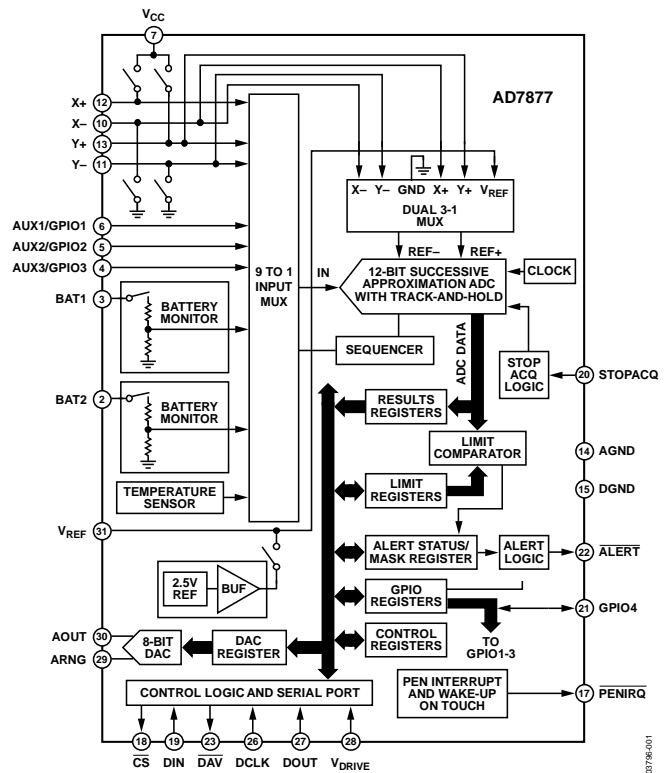 VCC
7
AD7877
X+ 12
X– 10
Y+ 13
Y– 11
X– Y– GND X+ Y+ VREF
DUAL 3-1
MUX
REF– REF+
AUX1/GPIO1 6
AUX2/GPIO2 5
AUX3/GPIO3 4
9 TO 1
INPUT
MUX
IN
12-BIT SUCCESSIVE
APPROXIMATION ADC
WITH TRACK-AND-HOLD
CLOCK
BAT1 3
BATTERY
MONITOR
SEQUENCER
ADC DATA
STOP
ACQ
LOGIC
20 STOPACQ
BAT2 2
BATTERY
MONITOR
RESULTS
REGISTERS
LIMIT
COMPARATOR
14 AGND
LIMIT
REGISTERS
15 DGND
TEMPERATURE
SENSOR
VREF 31
ALERT STATUS/
MASK REGISTER
ALERT
LOGIC
22 ALERT
2.5V
REF
BUF
GPIO
REGISTERS
21 GPIO4
TO
GPIO1-3
AOUT 30
ARNG 29
8-BIT
DAC
DAC
REGISTER
CONTROL
REGISTERS
CONTROL LOGIC AND SERIAL PORT
PEN INTERRUPT
AND WAKE-UP
ON TOUCH
17 PENIRQ
18 19 23 26 27 28
CS DIN DAV DCLK DOUT VDRIVE
03796-001